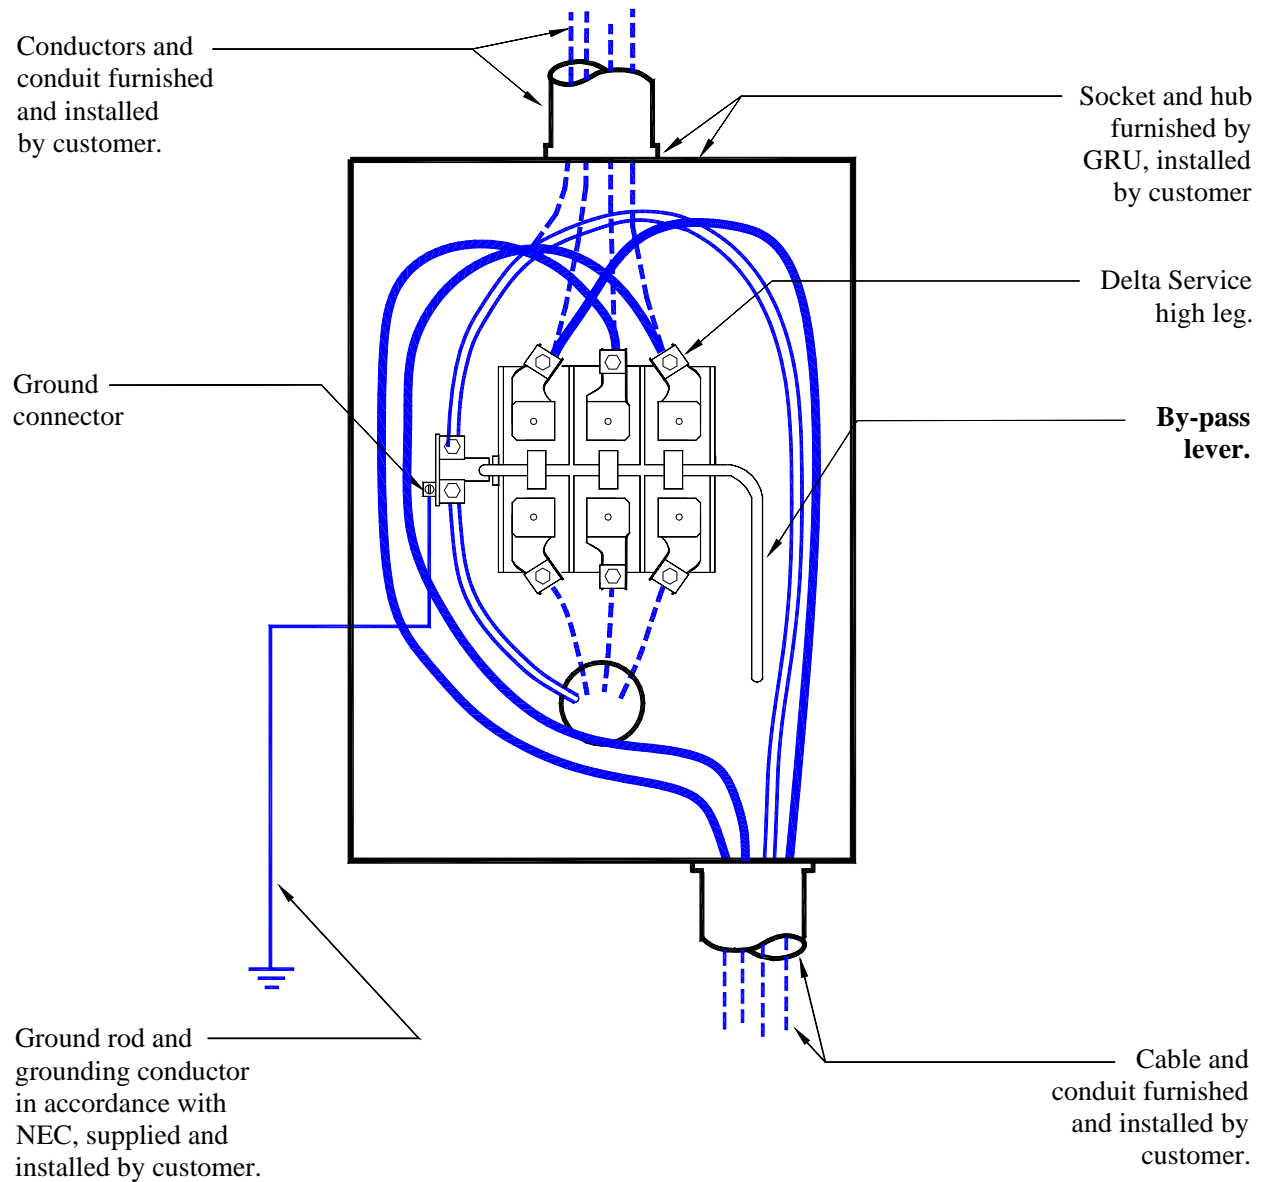 Conductors and
conduit furnished
and installed
by customer.
Socket and hub
furnished by
GRU, installed
by customer
Delta Service
high leg.
Ground
connector
By-pass
lever.
Ground rod and
grounding conductor
in accordance with
NEC, supplied and
installed by customer.
Cable and
conduit furnished
and installed by
customer.